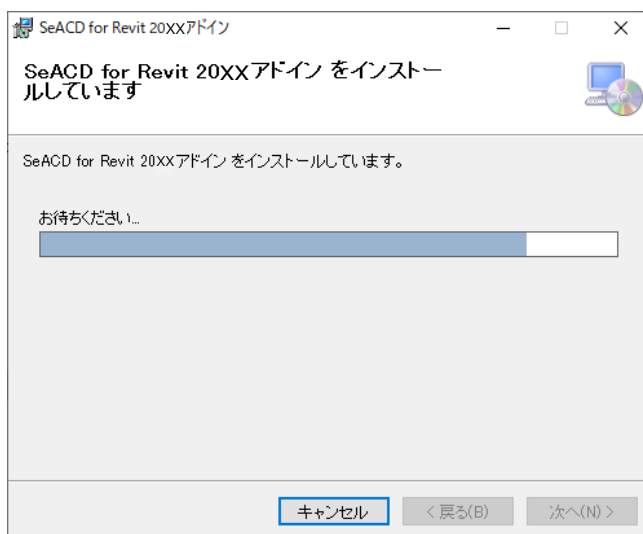 SeACD for Revit 20XXアドイン
SeACD for Revit 20XXアドイン をインストー
ルしています
SeACD for Revit 20XXアドイン をインストールしています。
お待ちください...
キャンセル
< 戻る(B)
次へ(N) >